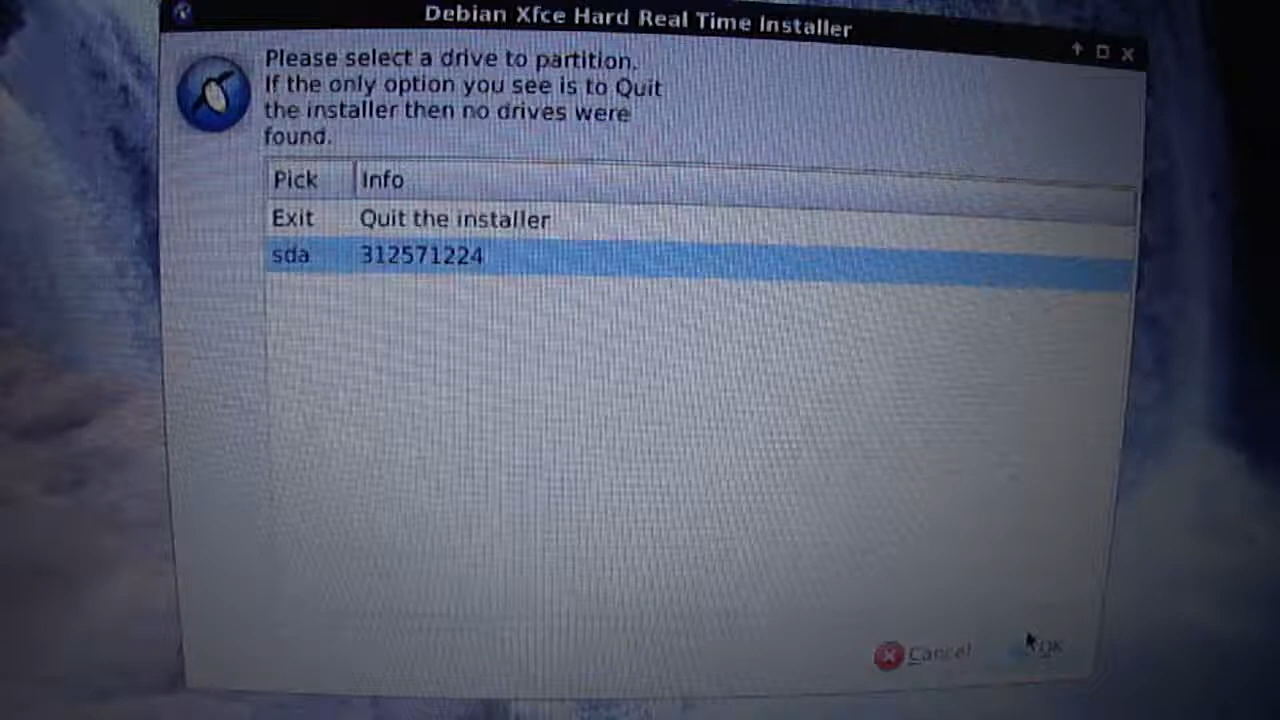 Debian Xfce Hard Real Time Installer
Please select a drive to partition.
If the only option you see is to Quit
the installer then no drives were
found.
Pick Info
Exit Quit the installer
sda 312571224
Cancel OK